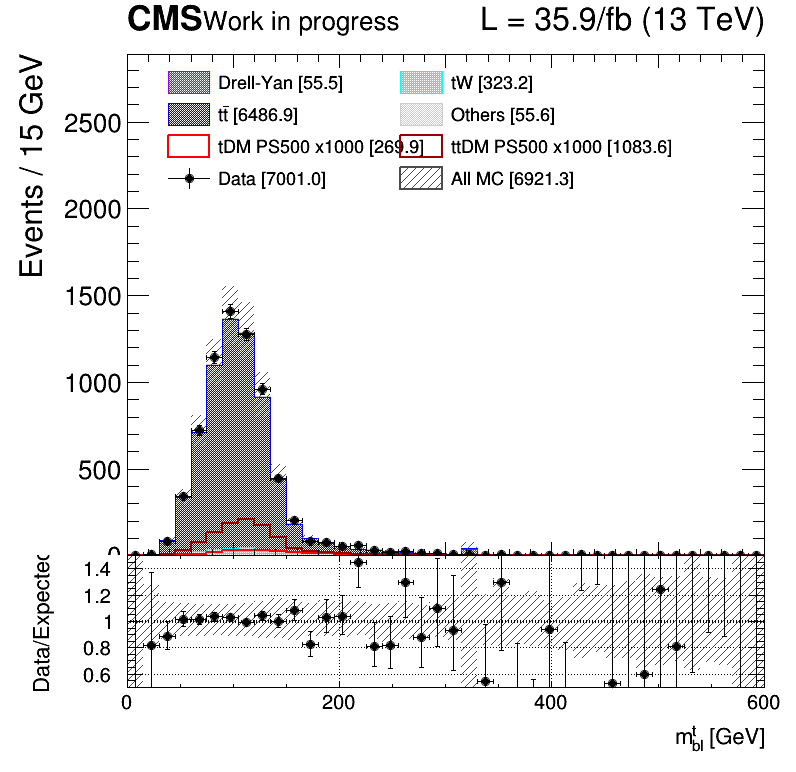 CMS Work in progress L = 35.9/fb (13 TeV)
Events / 15 GeV
Drell-Yan [55.5] tW [323.2]
tt̄ [6486.9] Others [55.6]
tDM PS500 x1000 [269.9] ttDM PS500 x1000 [1083.6]
Data [7001.0] All MC [6921.3]
2500
2000
1500
1000
500
0
Data/Expected
1.4
1.2
1
0.8
0.6
0 200 400 600
m^t_bl [GeV]